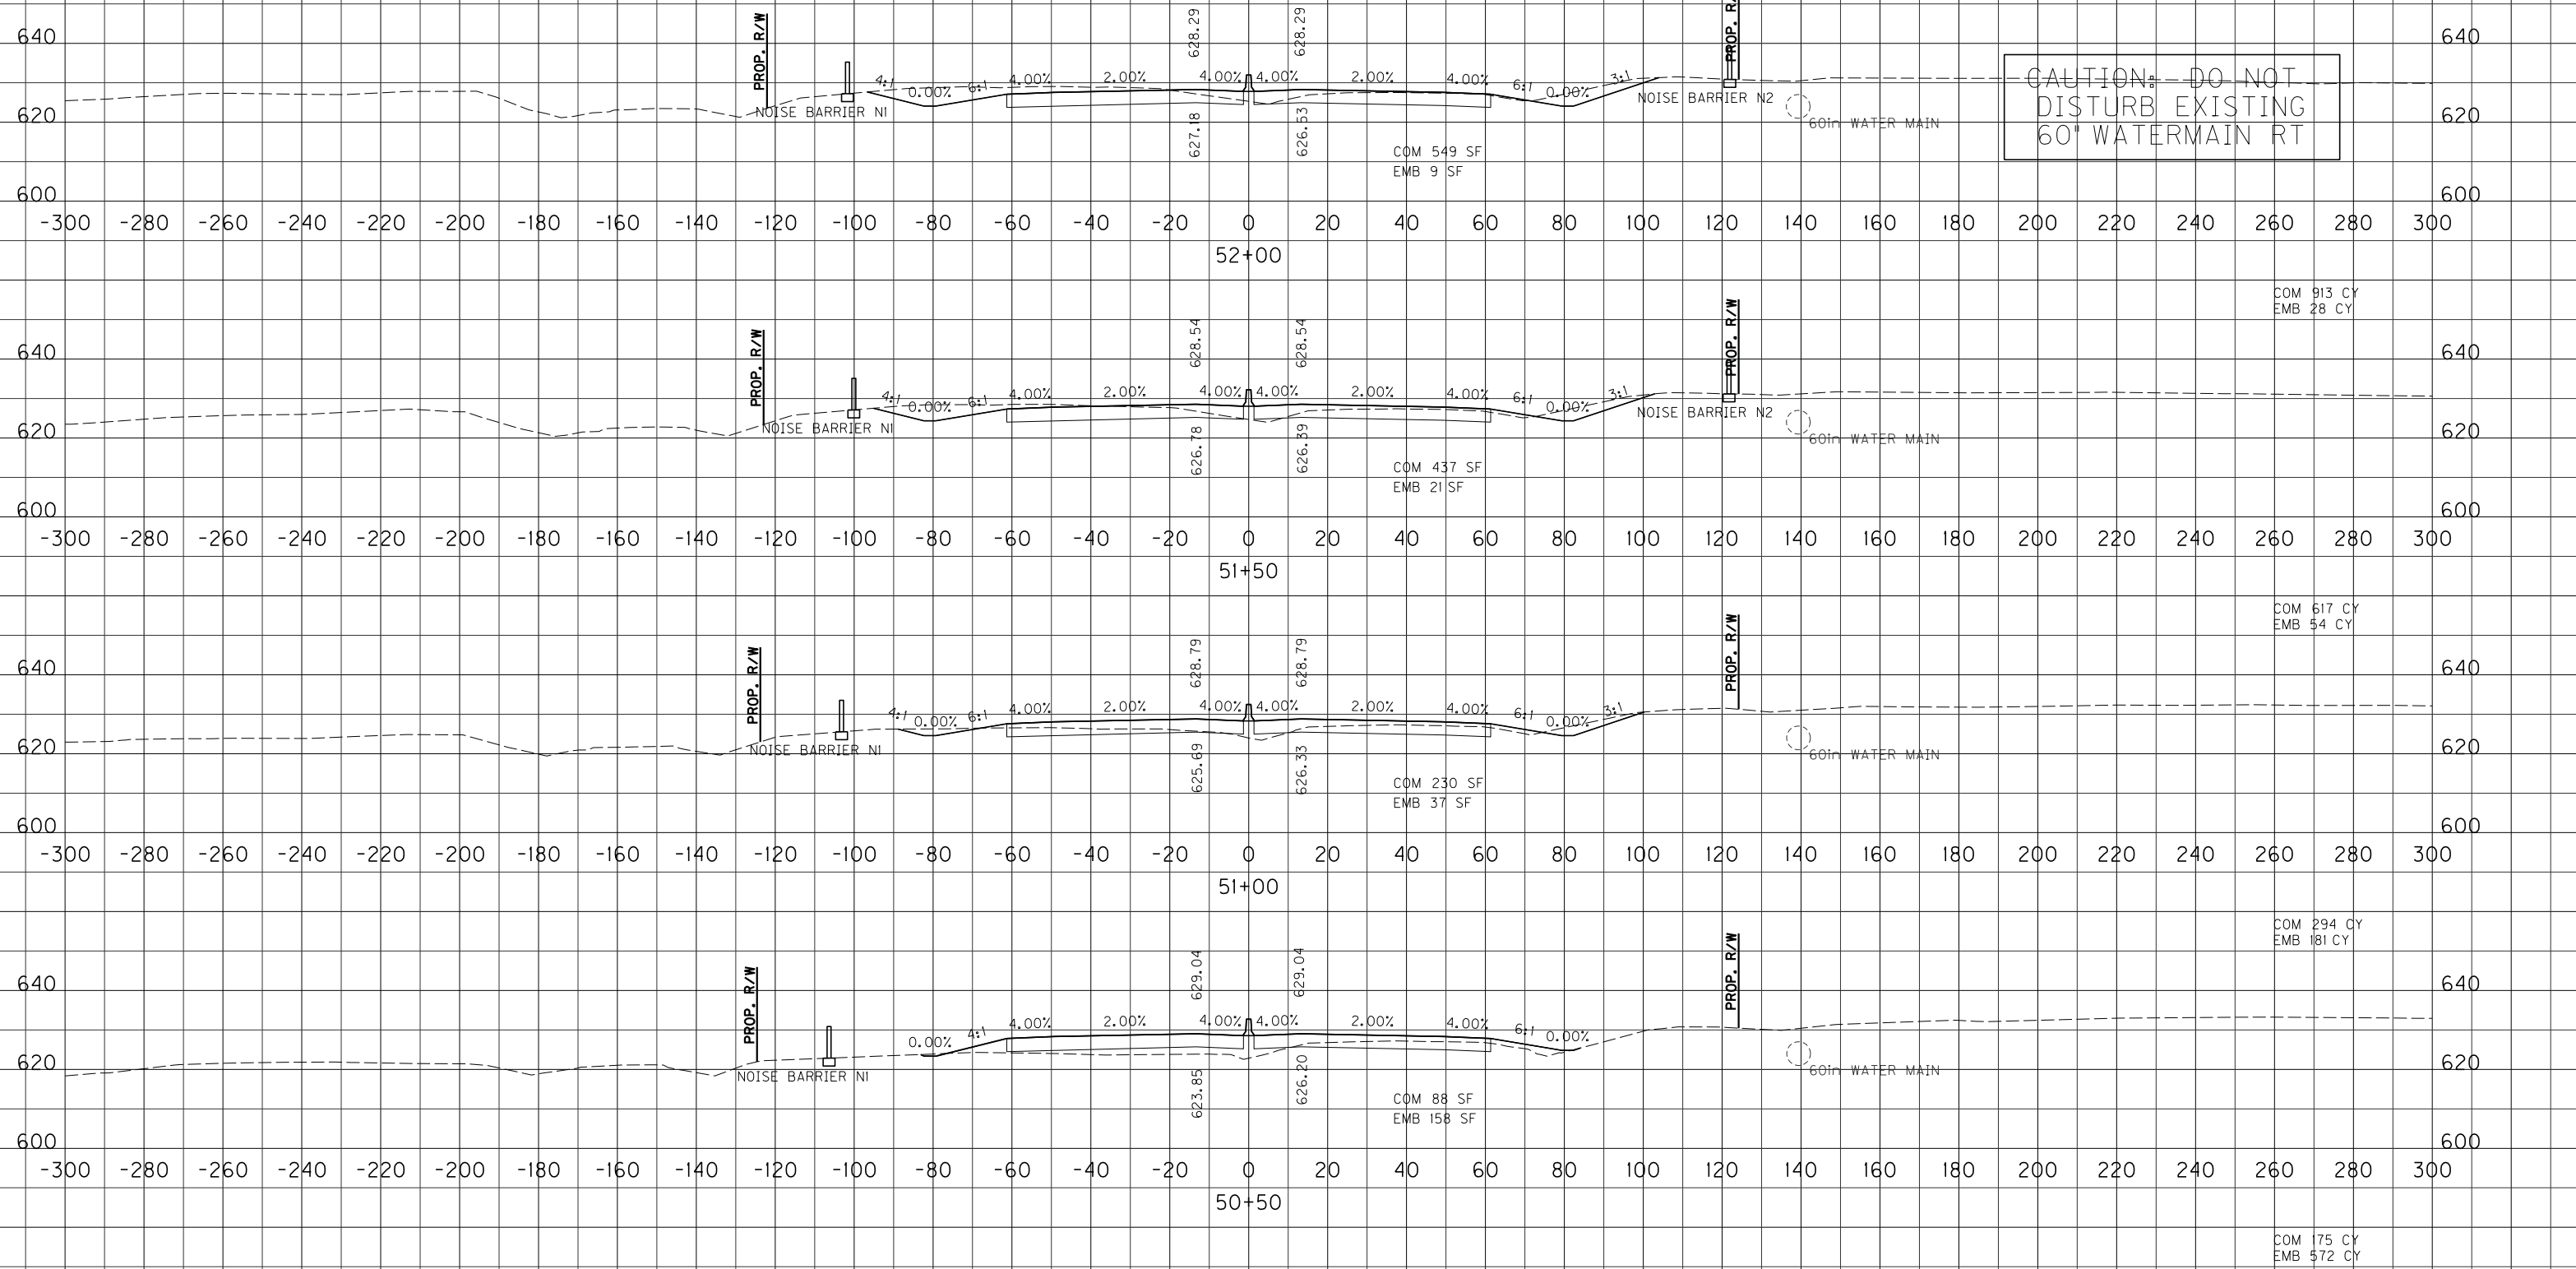 PROP. R/W
628.29
628.29
PROP. R/
640
640
4:1 0.00% 6:1 4.00% 2.00% 4.00% 4.00% 2.00% 4.00% 6:1 0.00% 3:1
CAUTION: DO NOT
DISTURB EXISTING
60" WATERMAIN RT
NOISE BARRIER N1
NOISE BARRIER N2
60in WATER MAIN
620
620
627.18
626.53
COM 549 SF
EMB 9 SF
600
600
-300 -280 -260 -240 -220 -200 -180 -160 -140 -120 -100 -80 -60 -40 -20 0 20 40 60 80 100 120 140 160 180 200 220 240 260 280 300
52+00
COM 913 CY
EMB 28 CY
PROP. R/W
628.54
628.54
PROP. R/W
640
640
4:1 0.00% 6:1 4.00% 2.00% 4.00% 4.00% 2.00% 4.00% 6:1 0.00% 3:1
NOISE BARRIER N1
NOISE BARRIER N2
60in WATER MAIN
620
620
626.78
626.39
COM 437 SF
EMB 21 SF
600
600
-300 -280 -260 -240 -220 -200 -180 -160 -140 -120 -100 -80 -60 -40 -20 0 20 40 60 80 100 120 140 160 180 200 220 240 260 280 300
51+50
COM 617 CY
EMB 54 CY
PROP. R/W
628.79
628.79
PROP. R/W
640
640
4:1 0.00% 6:1 4.00% 2.00% 4.00% 4.00% 2.00% 4.00% 6:1 0.00% 3:1
NOISE BARRIER N1
60in WATER MAIN
620
620
625.69
626.33
COM 230 SF
EMB 37 SF
600
600
-300 -280 -260 -240 -220 -200 -180 -160 -140 -120 -100 -80 -60 -40 -20 0 20 40 60 80 100 120 140 160 180 200 220 240 260 280 300
51+00
COM 294 CY
EMB 181 CY
PROP. R/W
629.04
629.04
PROP. R/W
640
640
0.00% 4:1 4.00% 2.00% 4.00% 4.00% 2.00% 4.00% 6:1 0.00%
NOISE BARRIER N1
60in WATER MAIN
620
620
623.85
626.20
COM 88 SF
EMB 158 SF
600
600
-300 -280 -260 -240 -220 -200 -180 -160 -140 -120 -100 -80 -60 -40 -20 0 20 40 60 80 100 120 140 160 180 200 220 240 260 280 300
50+50
COM 175 CY
EMB 572 CY